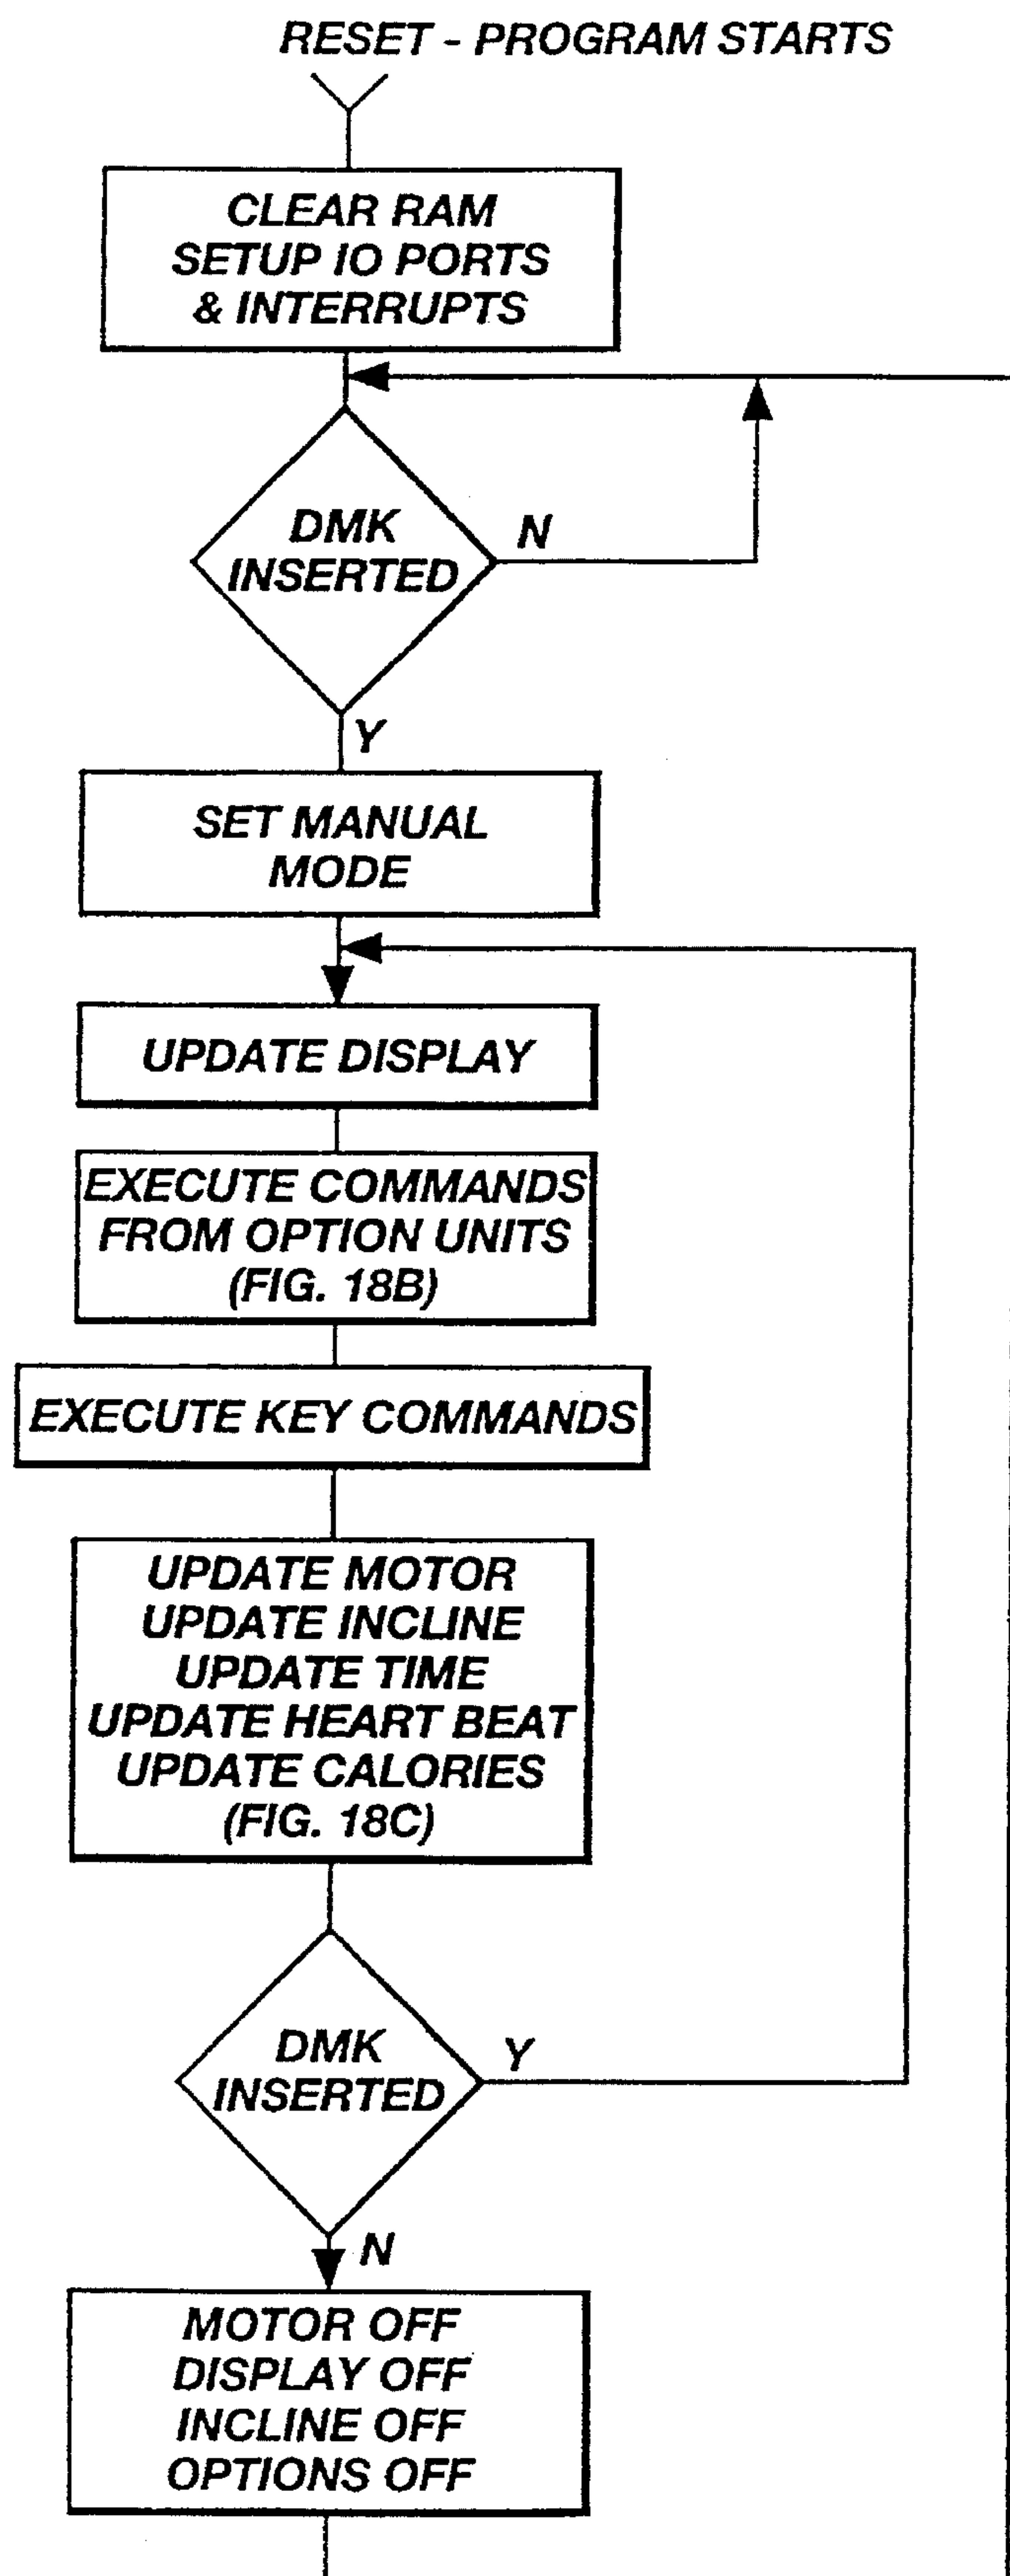 RESET - PROGRAM STARTS
CLEAR RAM
SETUP IO PORTS
& INTERRUPTS
DMK
INSERTED
N
Y
SET MANUAL
MODE
UPDATE DISPLAY
EXECUTE COMMANDS
FROM OPTION UNITS
(FIG. 18B)
EXECUTE KEY COMMANDS
UPDATE MOTOR
UPDATE INCLINE
UPDATE TIME
UPDATE HEART BEAT
UPDATE CALORIES
(FIG. 18C)
DMK
INSERTED
Y
N
MOTOR OFF
DISPLAY OFF
INCLINE OFF
OPTIONS OFF